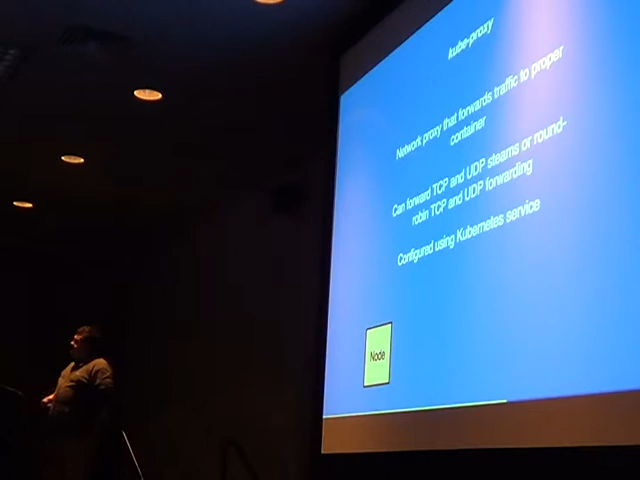 kube-proxy
Network proxy that forwards traffic to proper
container
Can forward TCP and UDP steams or round-
robin TCP and UDP forwarding
Configured using Kubernetes service
Node